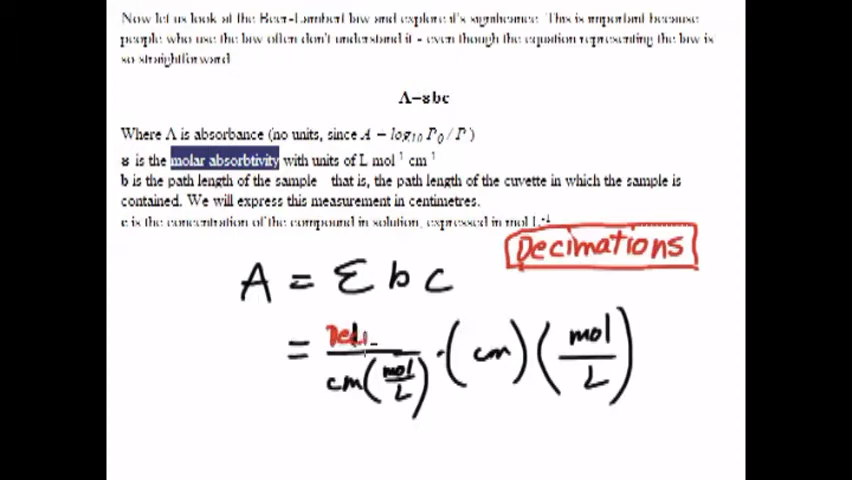 Now let us look at the Beer-Lambert law and explore it's significance. This is important because
people who use the law often don't understand it - even though the equation representing the law is
so straightforward
A=εbc
Where A is absorbance (no units, since A = log10 P0 / P )
ε is the molar absorbtivity with units of L mol-1 cm-1
b is the path length of the sample - that is, the path length of the cuvette in which the sample is
contained. We will express this measurement in centimetres.
c is the concentration of the compound in solution, expressed in mol L-1
Decimations
A = Ɛ b c
= Deci / cm(mol/L) · (cm) (mol/L)